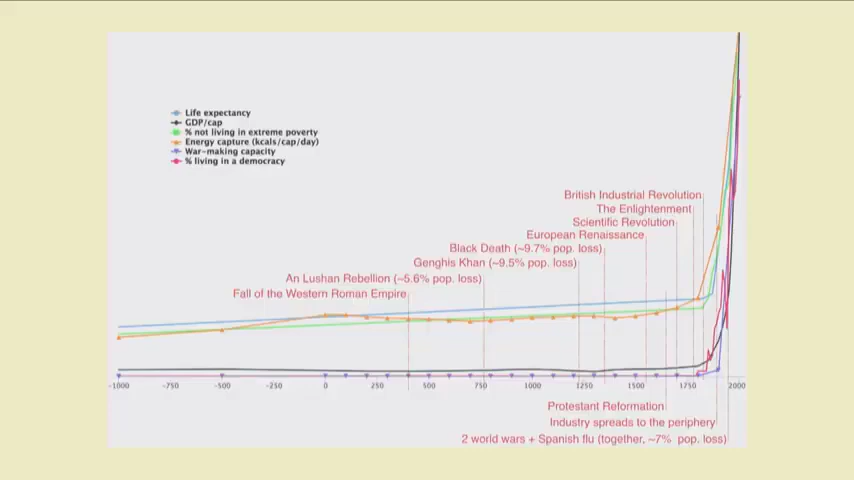 Life expectancy
GDP/cap
% not living in extreme poverty
Energy capture (kcals/cap/day)
War-making capacity
% living in a democracy
British Industrial Revolution
The Enlightenment
Scientific Revolution
European Renaissance
Black Death (~9.7% pop. loss)
Genghis Khan (~9.5% pop. loss)
An Lushan Rebellion (~5.6% pop. loss)
Fall of the Western Roman Empire
-1000 -750 -500 -250 0 250 500 750 1000 1250 1500 1750 2000
Protestant Reformation
Industry spreads to the periphery
2 world wars + Spanish flu (together, ~7% pop. loss)